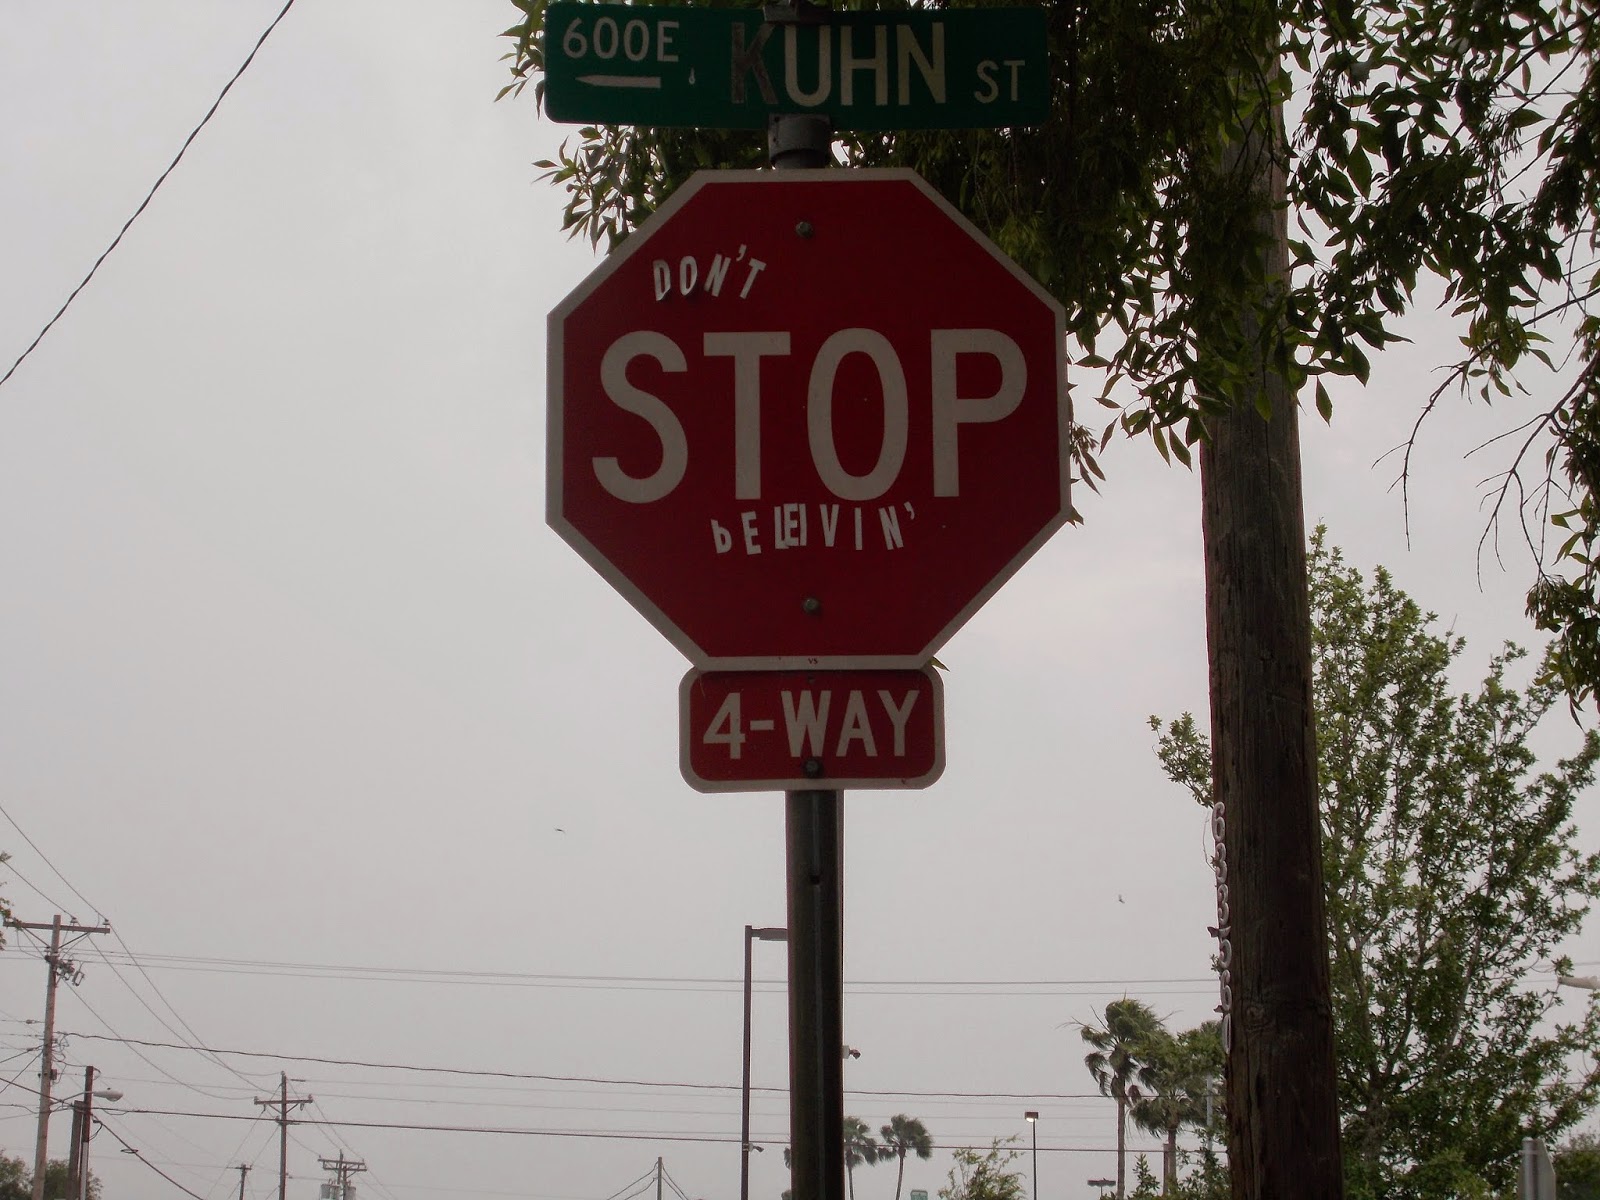 600E KUHN ST
DON'T
STOP
bELEIVIN'
4-WAY